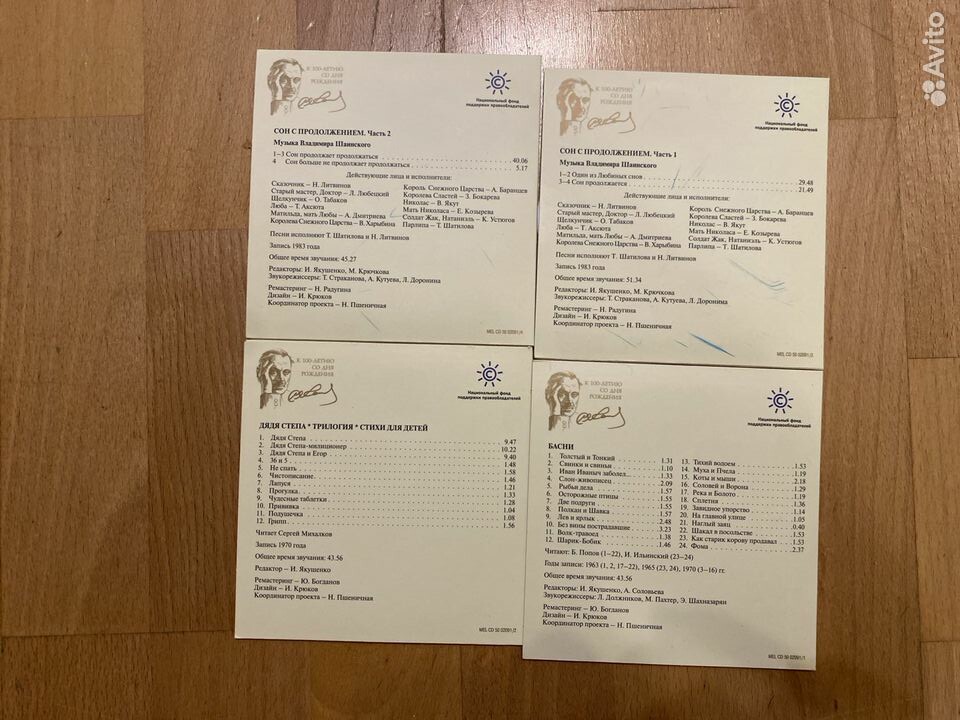 К 100-ЛЕТИЮ
СО ДНЯ
РОЖДЕНИЯ
Национальный фонд
поддержки правообладателей
СОН С ПРОДОЛЖЕНИЕМ. Часть 2
Музыка Владимира Шаинского
1–3 Сон продолжает продолжаться 40.06
4 Сон больше не продолжает продолжаться 5.17
Действующие лица и исполнители:
Сказочник – Н. Литвинов
Старый мастер, Доктор – Л. Любецкий
Щелкунчик – О. Табаков
Люба – Т. Аксюта
Матильда, мать Любы – А. Дмитриева
Королева Снежного Царства – В. Харыбина
Король Снежного Царства – А. Баранцев
Королева Сластей – З. Бокарева
Николас – В. Якут
Мать Николаса – Е. Козырева
Солдат Жак, Натаниэль – К. Устюгов
Парлипа – Т. Шатилова
Песни исполняют Т. Шатилова и Н. Литвинов
Запись 1983 года
Общее время звучания: 45.27
Редакторы: И. Якушенко, М. Крючкова
Звукорежиссеры: Т. Страканова, А. Кутуева, Л. Доронина
Ремастеринг – Н. Радугина
Дизайн – И. Крюков
Координатор проекта – Н. Пшеничная
MEL CD 50 02091/4
К 100-ЛЕТИЮ
СО ДНЯ
РОЖДЕНИЯ
Национальный фонд
поддержки правообладателей
СОН С ПРОДОЛЖЕНИЕМ. Часть 1
Музыка Владимира Шаинского
1–2 Один из Любиных снов 29.48
3–4 Сон продолжается 21.49
Действующие лица и исполнители:
Сказочник – Н. Литвинов
Старый мастер, Доктор – Л. Любецкий
Щелкунчик – О. Табаков
Люба – Т. Аксюта
Матильда, мать Любы – А. Дмитриева
Королева Снежного Царства – В. Харыбина
Король Снежного Царства – А. Баранцев
Королева Сластей – З. Бокарева
Николас – В. Якут
Мать Николаса – Е. Козырева
Солдат Жак, Натаниэль – К. Устюгов
Парлипа – Т. Шатилова
Песни исполняют Т. Шатилова и Н. Литвинов
Запись 1983 года
Общее время звучания: 51.34
Редакторы: И. Якушенко, М. Крючкова
Звукорежиссеры: Т. Страканова, А. Кутуева, Л. Доронина
Ремастеринг – Н. Радугина
Дизайн – И. Крюков
Координатор проекта – Н. Пшеничная
MEL CD 50 02091/3
К 100-ЛЕТИЮ
СО ДНЯ
РОЖДЕНИЯ
Национальный фонд
поддержки правообладателей
ДЯДЯ СТЕПА * ТРИЛОГИЯ * СТИХИ ДЛЯ ДЕТЕЙ
1. Дядя Степа 9.47
2. Дядя Степа-милиционер 10.22
3. Дядя Степа и Егор 9.40
4. 36 и 5 1.48
5. Не спать 1.58
6. Чистописание 1.46
7. Лапуся 1.21
8. Прогулка 1.33
9. Чудесные таблетки 1.28
10. Прививка 1.04
11. Подушечка 1.08
12. Грипп 1.56
Читает Сергей Михалков
Запись 1970 года
Общее время звучания: 43.56
Редактор – И. Якушенко
Ремастеринг – Ю. Богданов
Дизайн – И. Крюков
Координатор проекта – Н. Пшеничная
MEL CD 50 02091/2
К 100-ЛЕТИЮ
СО ДНЯ
РОЖДЕНИЯ
Национальный фонд
поддержки правообладателей
БАСНИ
1. Толстый и Тонкий 1.31
2. Свинки и свиньи 1.10
3. Иван Иваныч заболел 1.33
4. Слон-живописец 2.09
5. Рыбьи дела 1.57
6. Осторожные птицы 1.55
7. Две подруги 1.55
8. Полкан и Шавка 1.57
9. Лев и ярлык 2.48
10. Без вины пострадавшие 3.23
11. Волк-травоед 1.38
12. Шарик-Бобик 1.46
13. Тихий водоем 1.53
14. Муха и Пчела 1.19
15. Коты и мыши 2.18
16. Соловей и Ворона 1.29
17. Река и Болото 1.19
18. Сплетня 1.36
19. Завидное упорство 1.14
20. На главной улице 1.05
21. Наглый заяц 0.40
22. Шакал в посольстве 1.53
23. Как старик корову продавал 1.53
24. Фома 2.37
Читают: Б. Попов (1–22), И. Ильинский (23–24)
Годы записи: 1963 (1, 2, 17–22), 1965 (23, 24), 1970 (3–16) гг.
Общее время звучания: 43.56
Редакторы: И. Якушенко, А. Соловьева
Звукорежиссеры: Л. Должников, М. Пахтер, Э. Шахназарян
Ремастеринг – Ю. Богданов
Дизайн – И. Крюков
Координатор проекта – Н. Пшеничная
MEL CD 50 02091/1
Avito